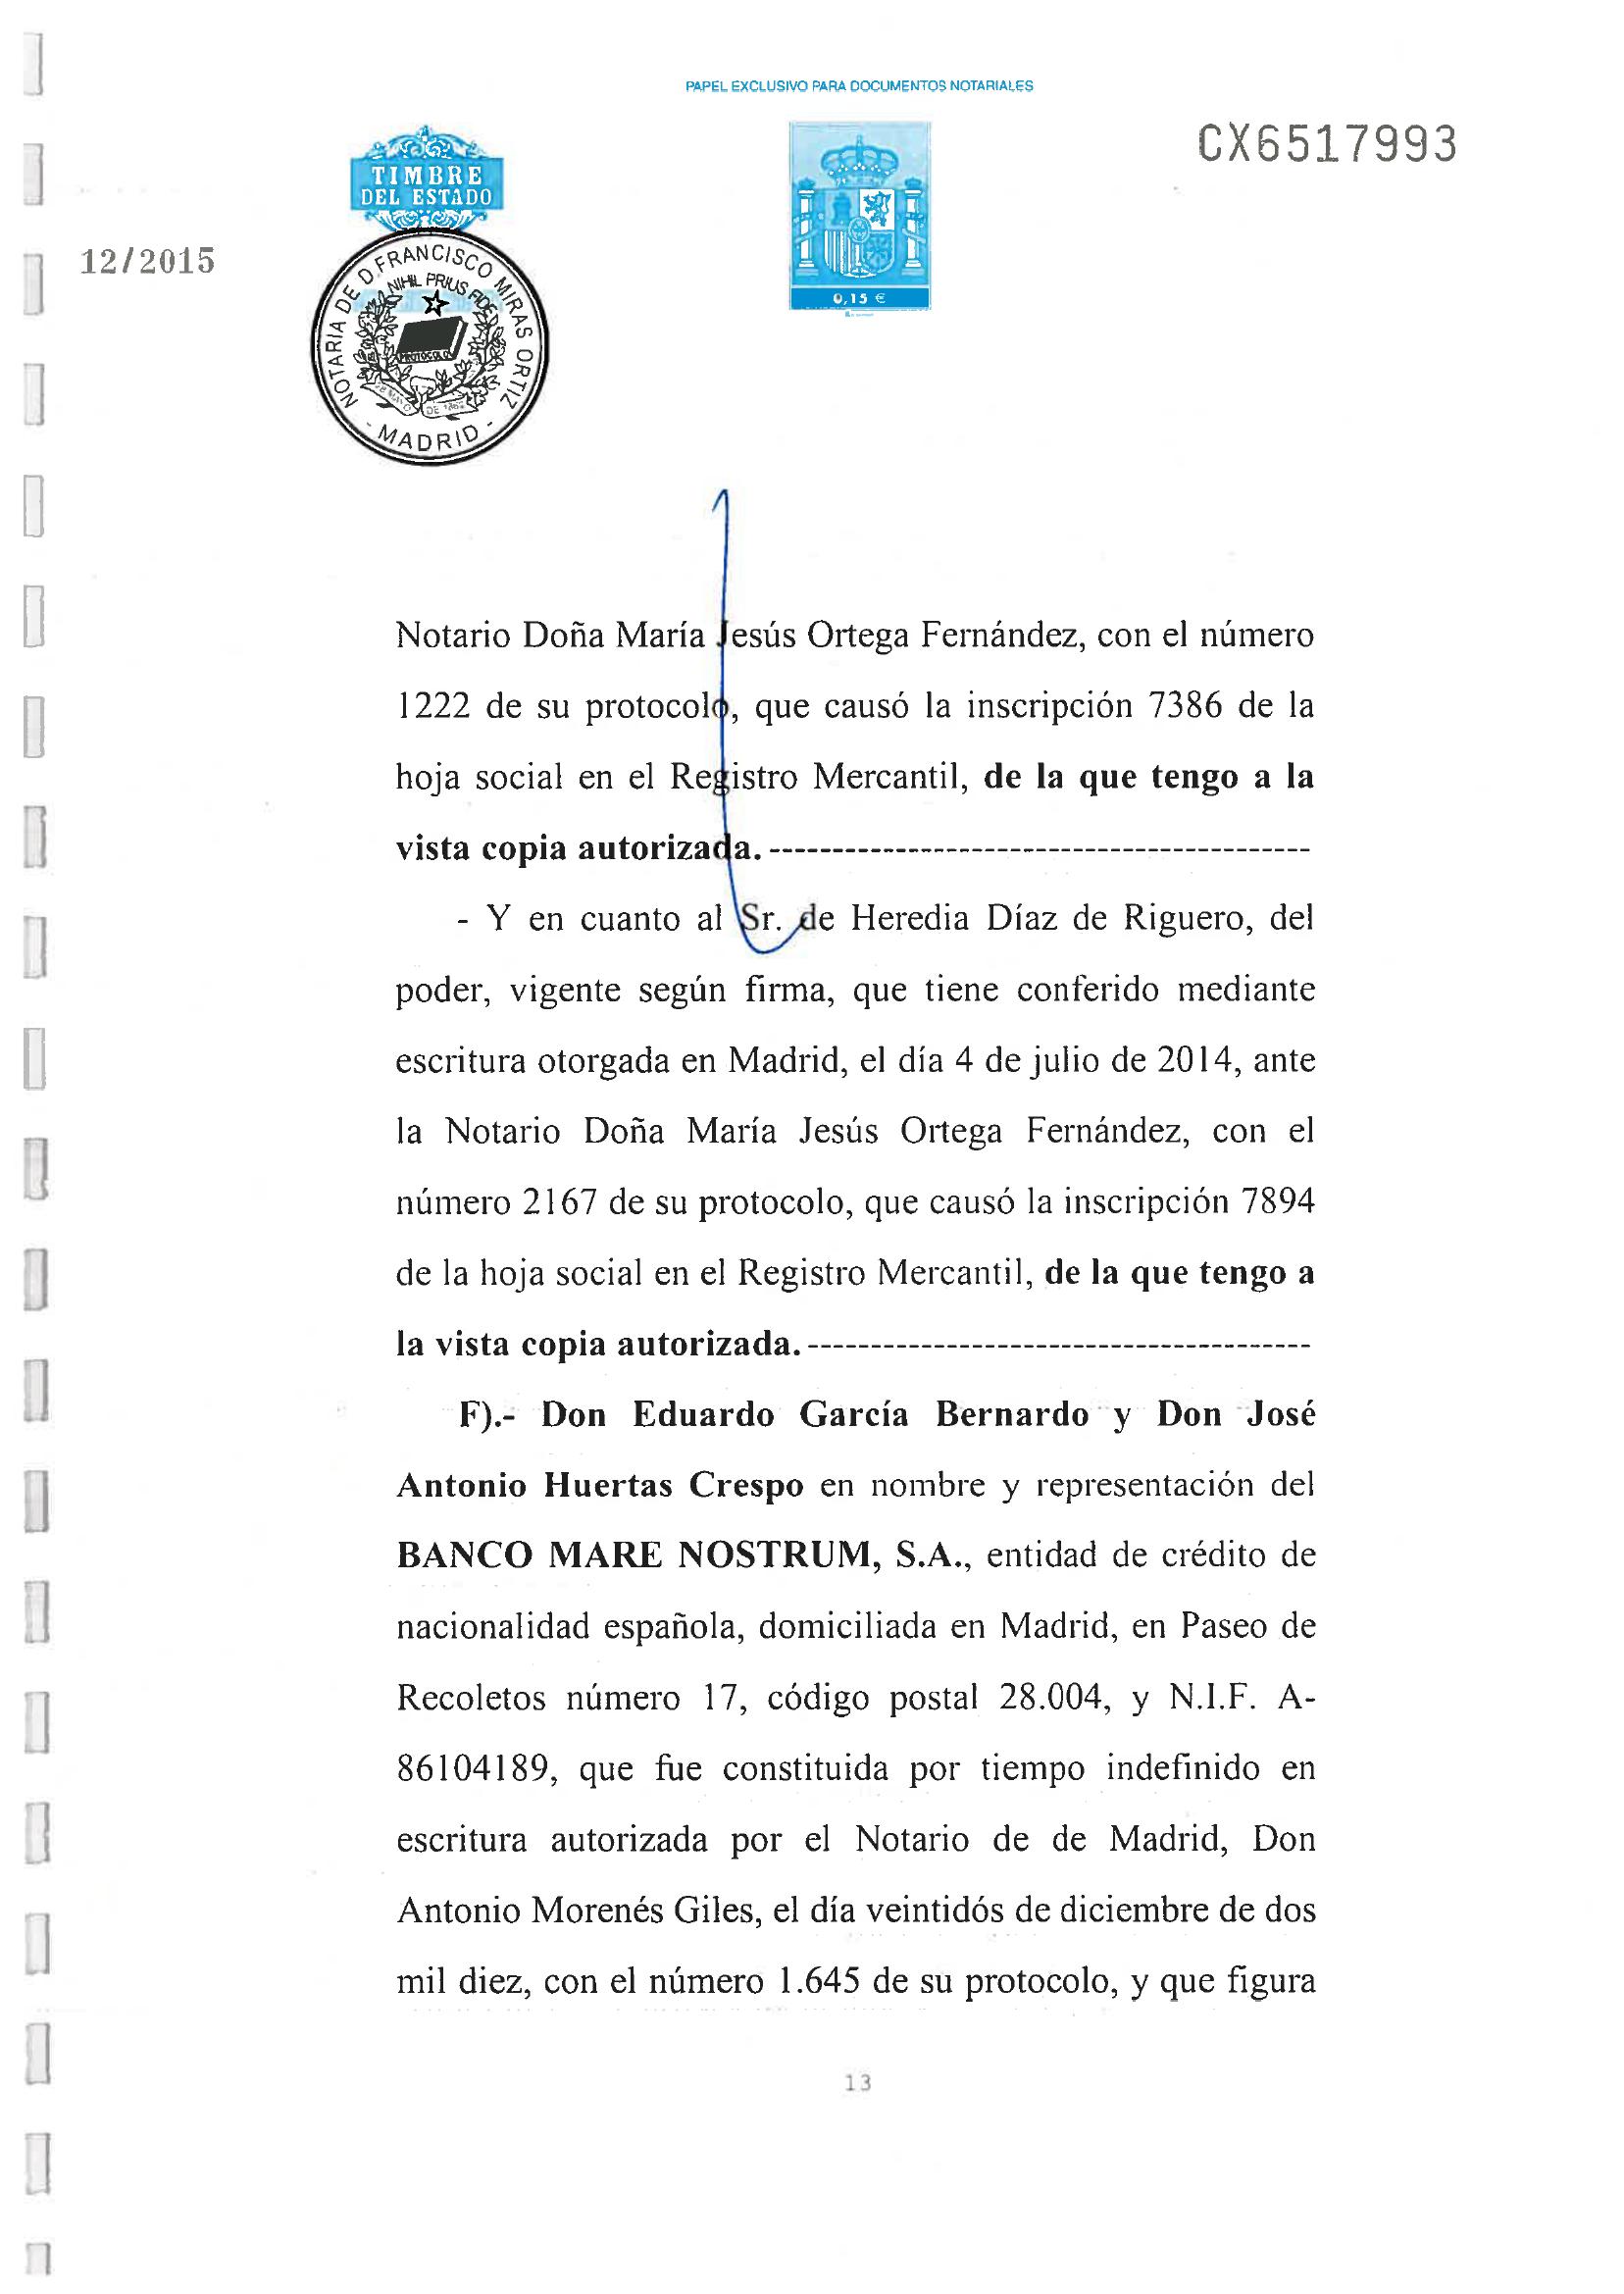 PAPEL EXCLUSIVO PARA DOCUMENTOS NOTARIALES
CX6517993
TIMBRE
DEL ESTADO
0,15 €
12/2015
NOTARIA DE D. FRANCISCO MIRAS ORTIZ
NIHIL PRIUS FIDE
PROTOCOLO
- MADRID -
Notario Doña María Jesús Ortega Fernández, con el número
1222 de su protocolo, que causó la inscripción 7386 de la
hoja social en el Registro Mercantil, de la que tengo a la
vista copia autorizada. -------------------------------------------
- Y en cuanto al Sr. de Heredia Díaz de Riguero, del
poder, vigente según firma, que tiene conferido mediante
escritura otorgada en Madrid, el día 4 de julio de 2014, ante
la Notario Doña María Jesús Ortega Fernández, con el
número 2167 de su protocolo, que causó la inscripción 7894
de la hoja social en el Registro Mercantil, de la que tengo a
la vista copia autorizada. ----------------------------------------
F).- Don Eduardo García Bernardo y Don José
Antonio Huertas Crespo en nombre y representación del
BANCO MARE NOSTRUM, S.A., entidad de crédito de
nacionalidad española, domiciliada en Madrid, en Paseo de
Recoletos número 17, código postal 28.004, y N.I.F. A-
86104189, que fue constituida por tiempo indefinido en
escritura autorizada por el Notario de de Madrid, Don
Antonio Morenés Giles, el día veintidós de diciembre de dos
mil diez, con el número 1.645 de su protocolo, y que figura
13